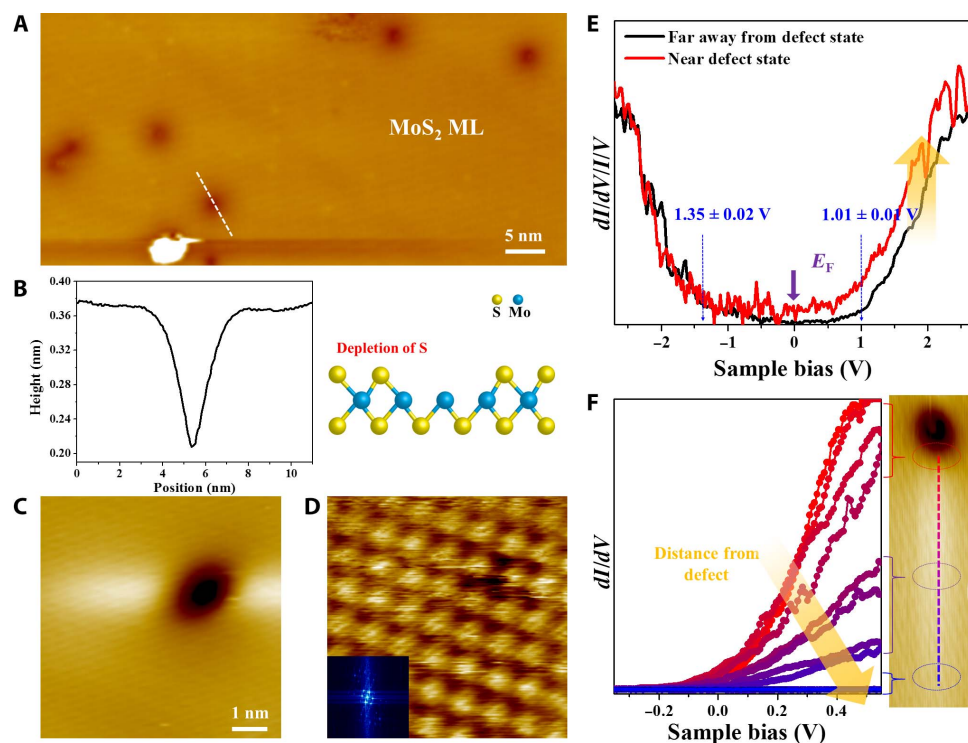 A
MoS₂ ML
5 nm
B
0.40
0.36
0.32
0.28
0.24
0.20
Height (nm)
0 2 4 6 8 10
Position (nm)
S Mo
Depletion of S
C
1 nm
D
E
Far away from defect state
Near defect state
dI/dV/I/V
1.35 ± 0.02 V
1.01 ± 0.01 V
E_F
−2 −1 0 1 2
Sample bias (V)
F
dI/dV
Distance from
defect
−0.2 0.0 0.2 0.4
Sample bias (V)